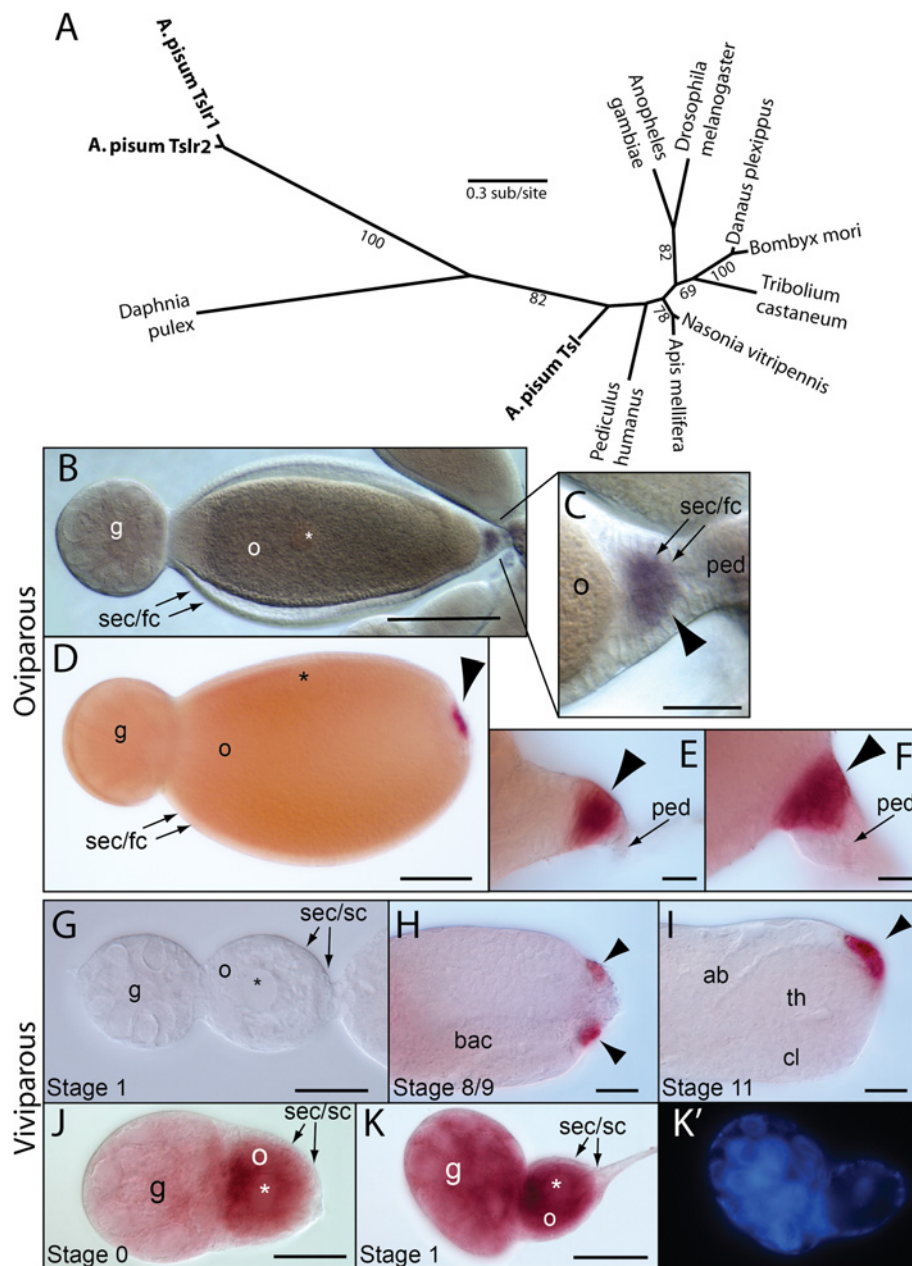 A
A. pisum Tslr1
A. pisum Tslr2
Anopheles
gambiae
Drosophila
melanogaster
0.3 sub/site
Danaus plexippus
Bombyx mori
100
82
100
69
Tribolium
castaneum
82
78
Daphnia
pulex
Nasonia vitripennis
A. pisum Tsl
Apis mellifera
Pediculus
humanus
Oviparous
B
g
o
*
sec/fc
C
sec/fc
o
ped
D
g
o
*
sec/fc
E
ped
F
ped
Viviparous
G
sec/sc
o
*
g
Stage 1
H
bac
Stage 8/9
I
ab
th
cl
Stage 11
J
sec/sc
o
g
*
Stage 0
K
sec/sc
g
*
o
Stage 1
K'